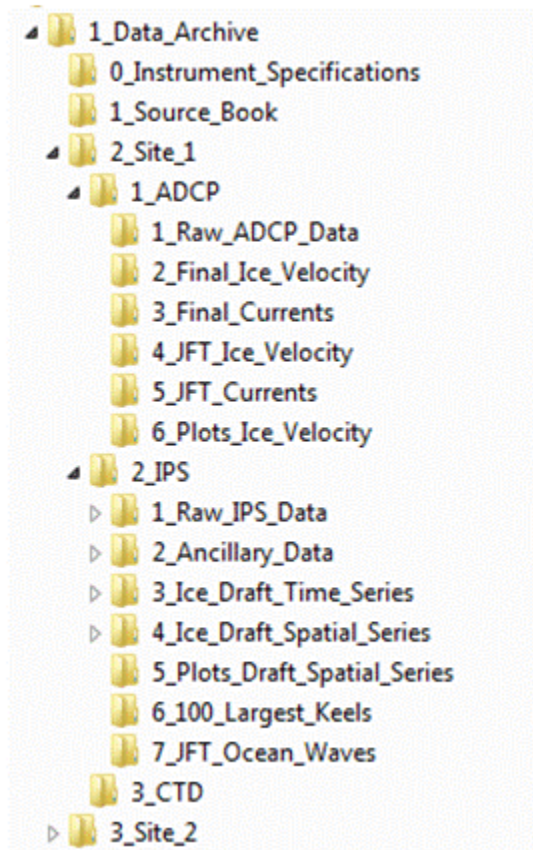 1_Data_Archive
0_Instrument_Specifications
1_Source_Book
2_Site_1
1_ADCP
1_Raw_ADCP_Data
2_Final_Ice_Velocity
3_Final_Currents
4_JFT_Ice_Velocity
5_JFT_Currents
6_Plots_Ice_Velocity
2_IPS
1_Raw_IPS_Data
2_Ancillary_Data
3_Ice_Draft_Time_Series
4_Ice_Draft_Spatial_Series
5_Plots_Draft_Spatial_Series
6_100_Largest_Keels
7_JFT_Ocean_Waves
3_CTD
3_Site_2